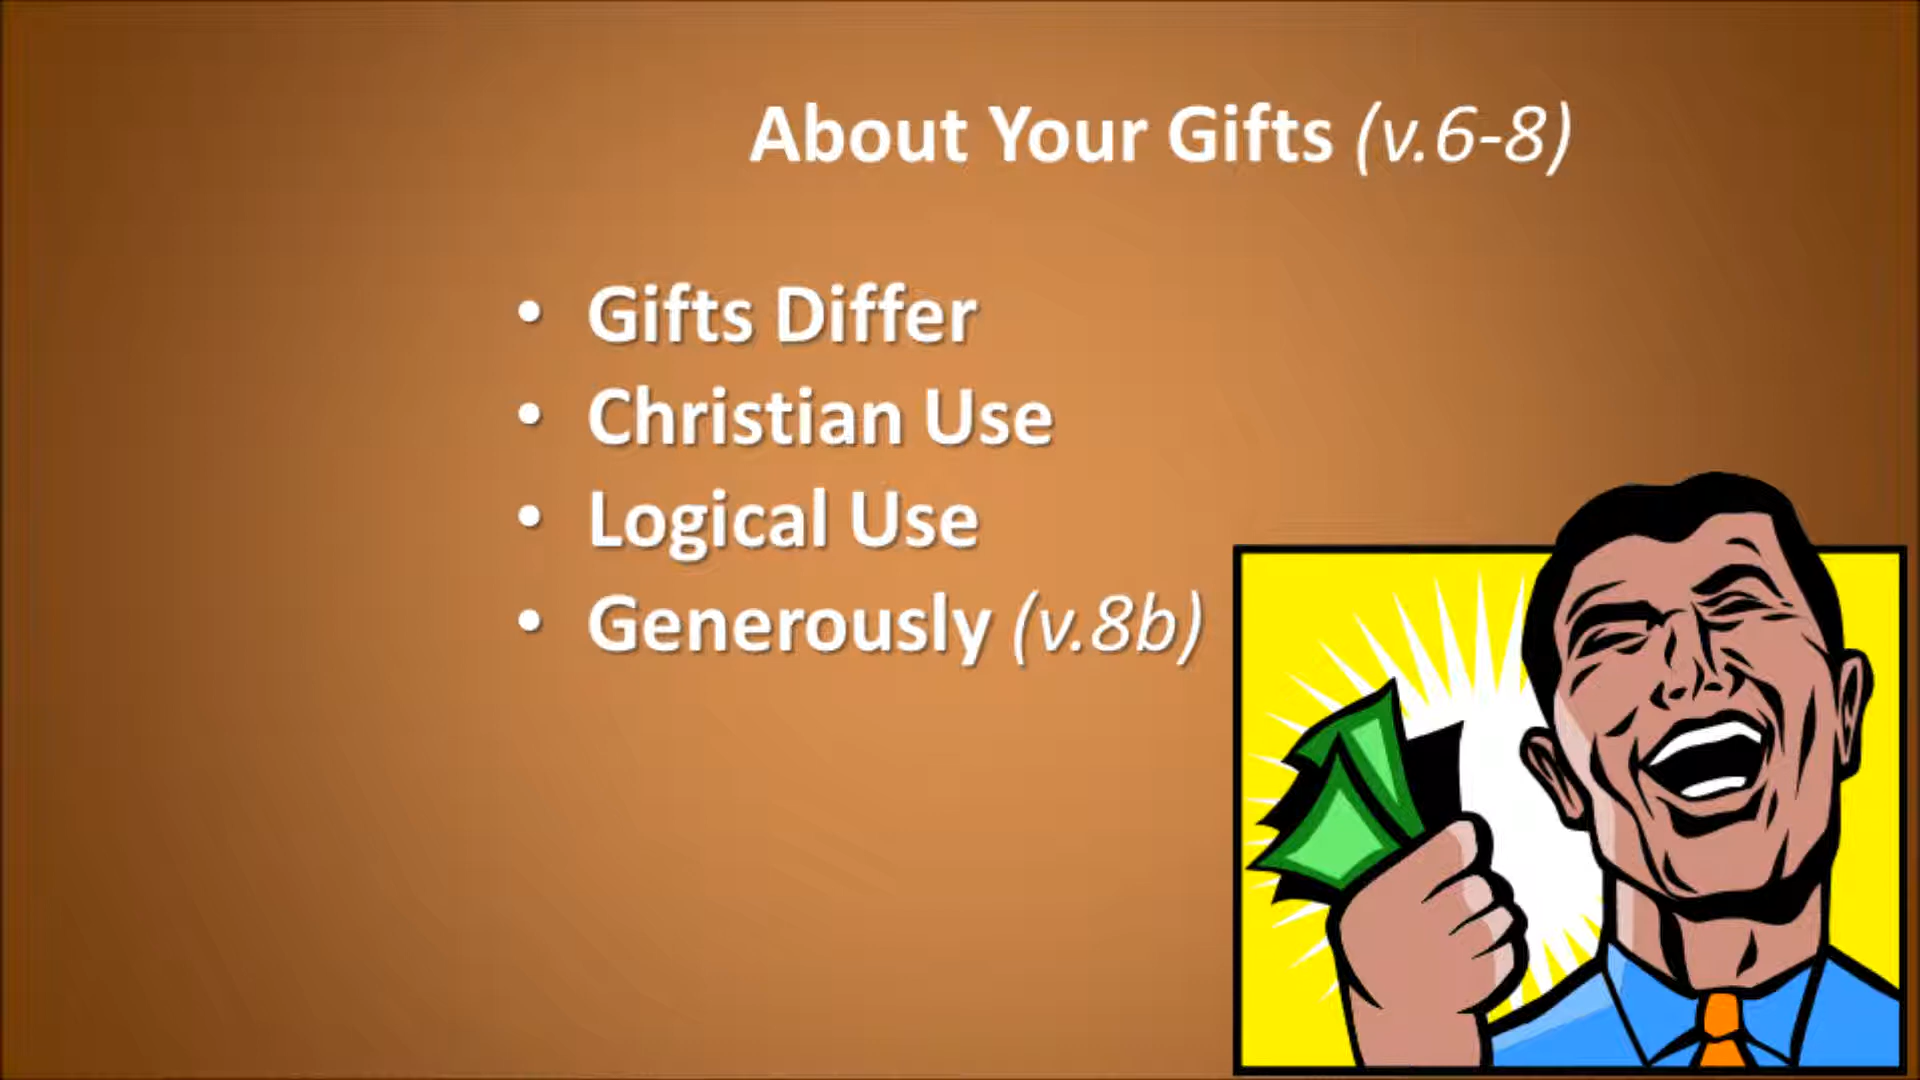 About Your Gifts (v.6-8)
• Gifts Differ
• Christian Use
• Logical Use
• Generously (v.8b)